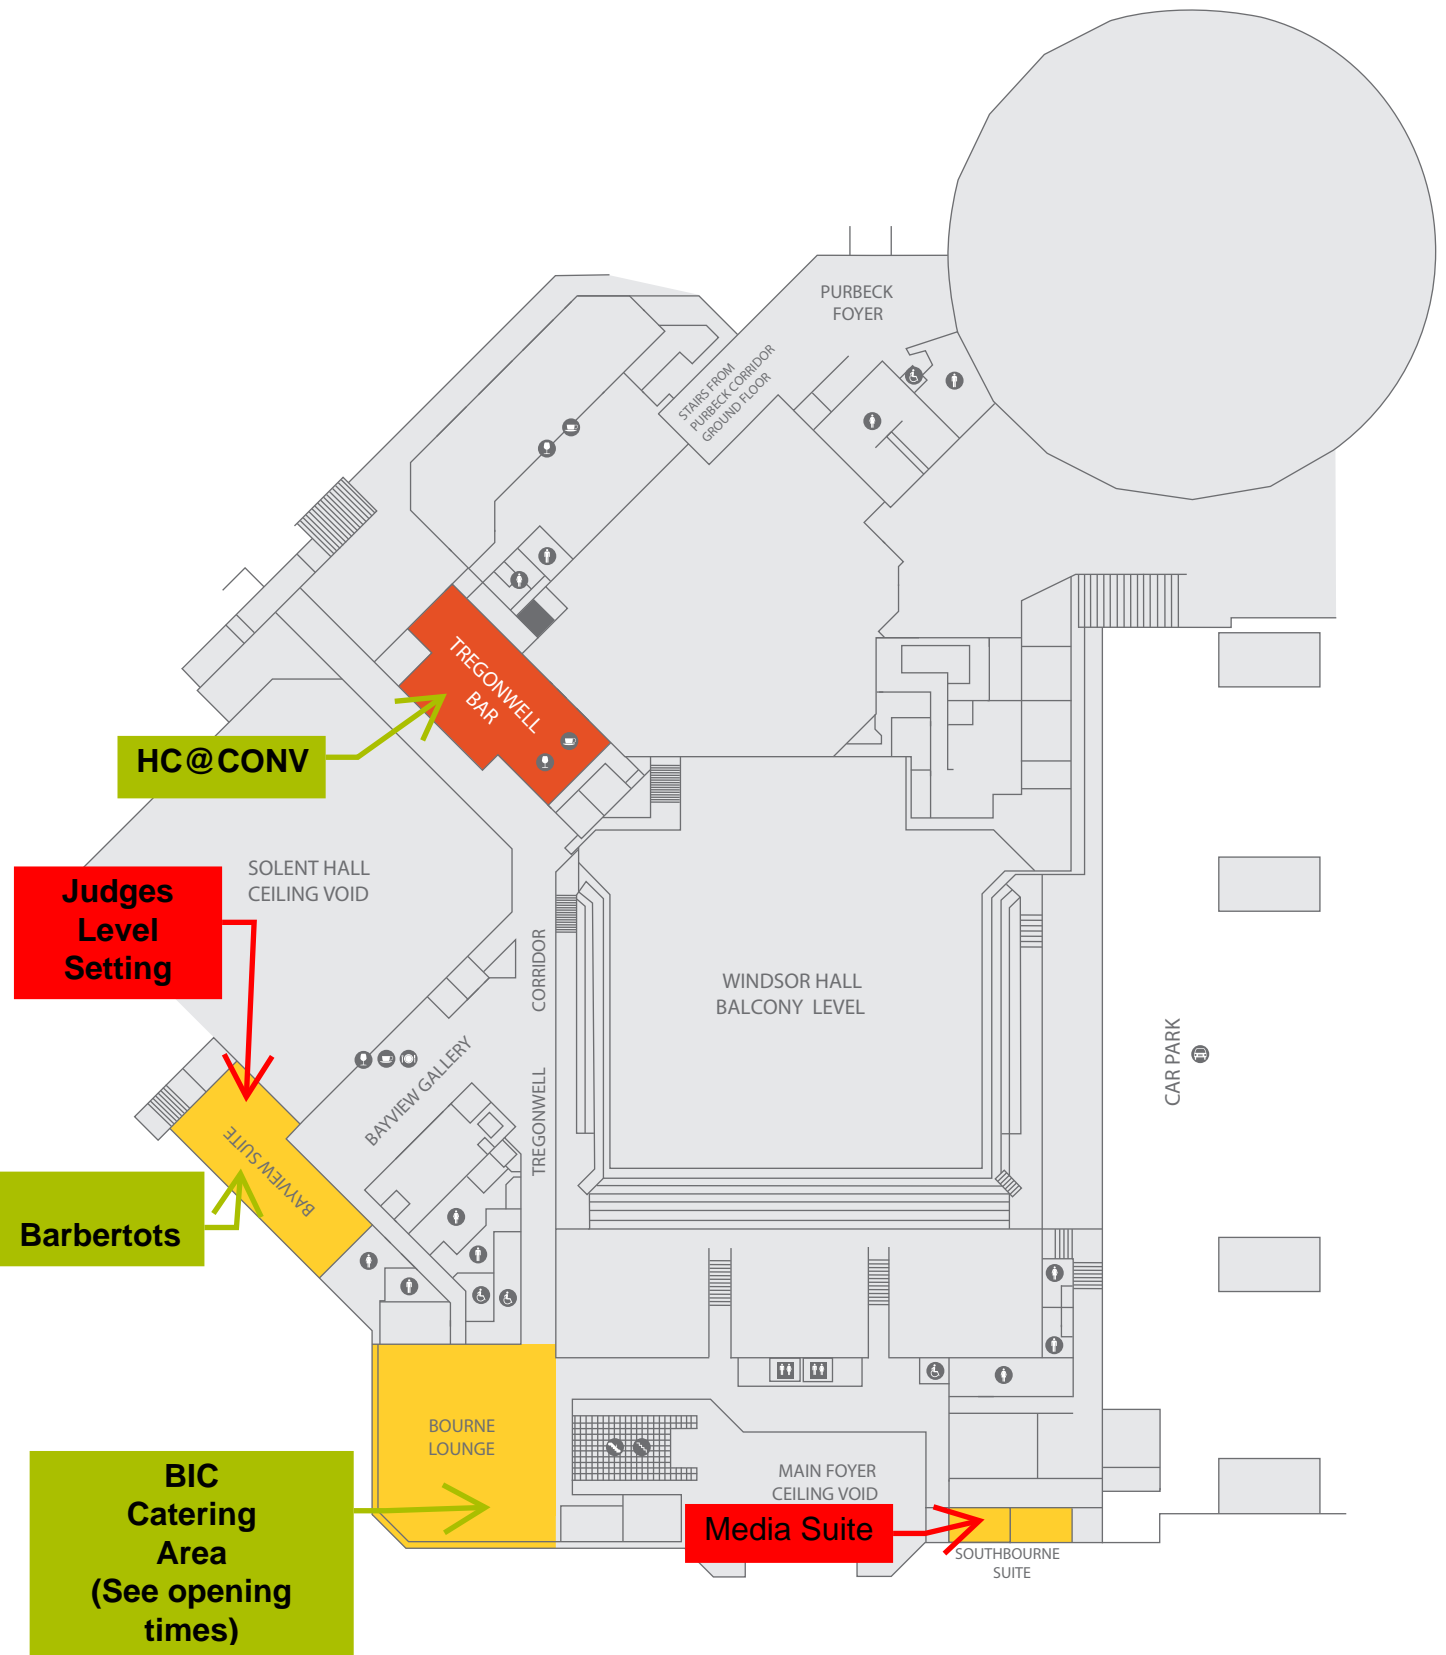 PURBECK
FOYER
STAIRS FROM
PURBECK CORRIDOR
GROUND FLOOR
TREGONWELL
BAR
HC@CONV
SOLENT HALL
CEILING VOID
Judges
Level
Setting
CORRIDOR
WINDSOR HALL
BALCONY LEVEL
CAR PARK
BAYVIEW GALLERY
TREGONWELL
BAYVIEW SUITE
Barbertots
BOURNE
LOUNGE
BIC
Catering
Area
(See opening
times)
MAIN FOYER
CEILING VOID
Media Suite
SOUTHBOURNE
SUITE